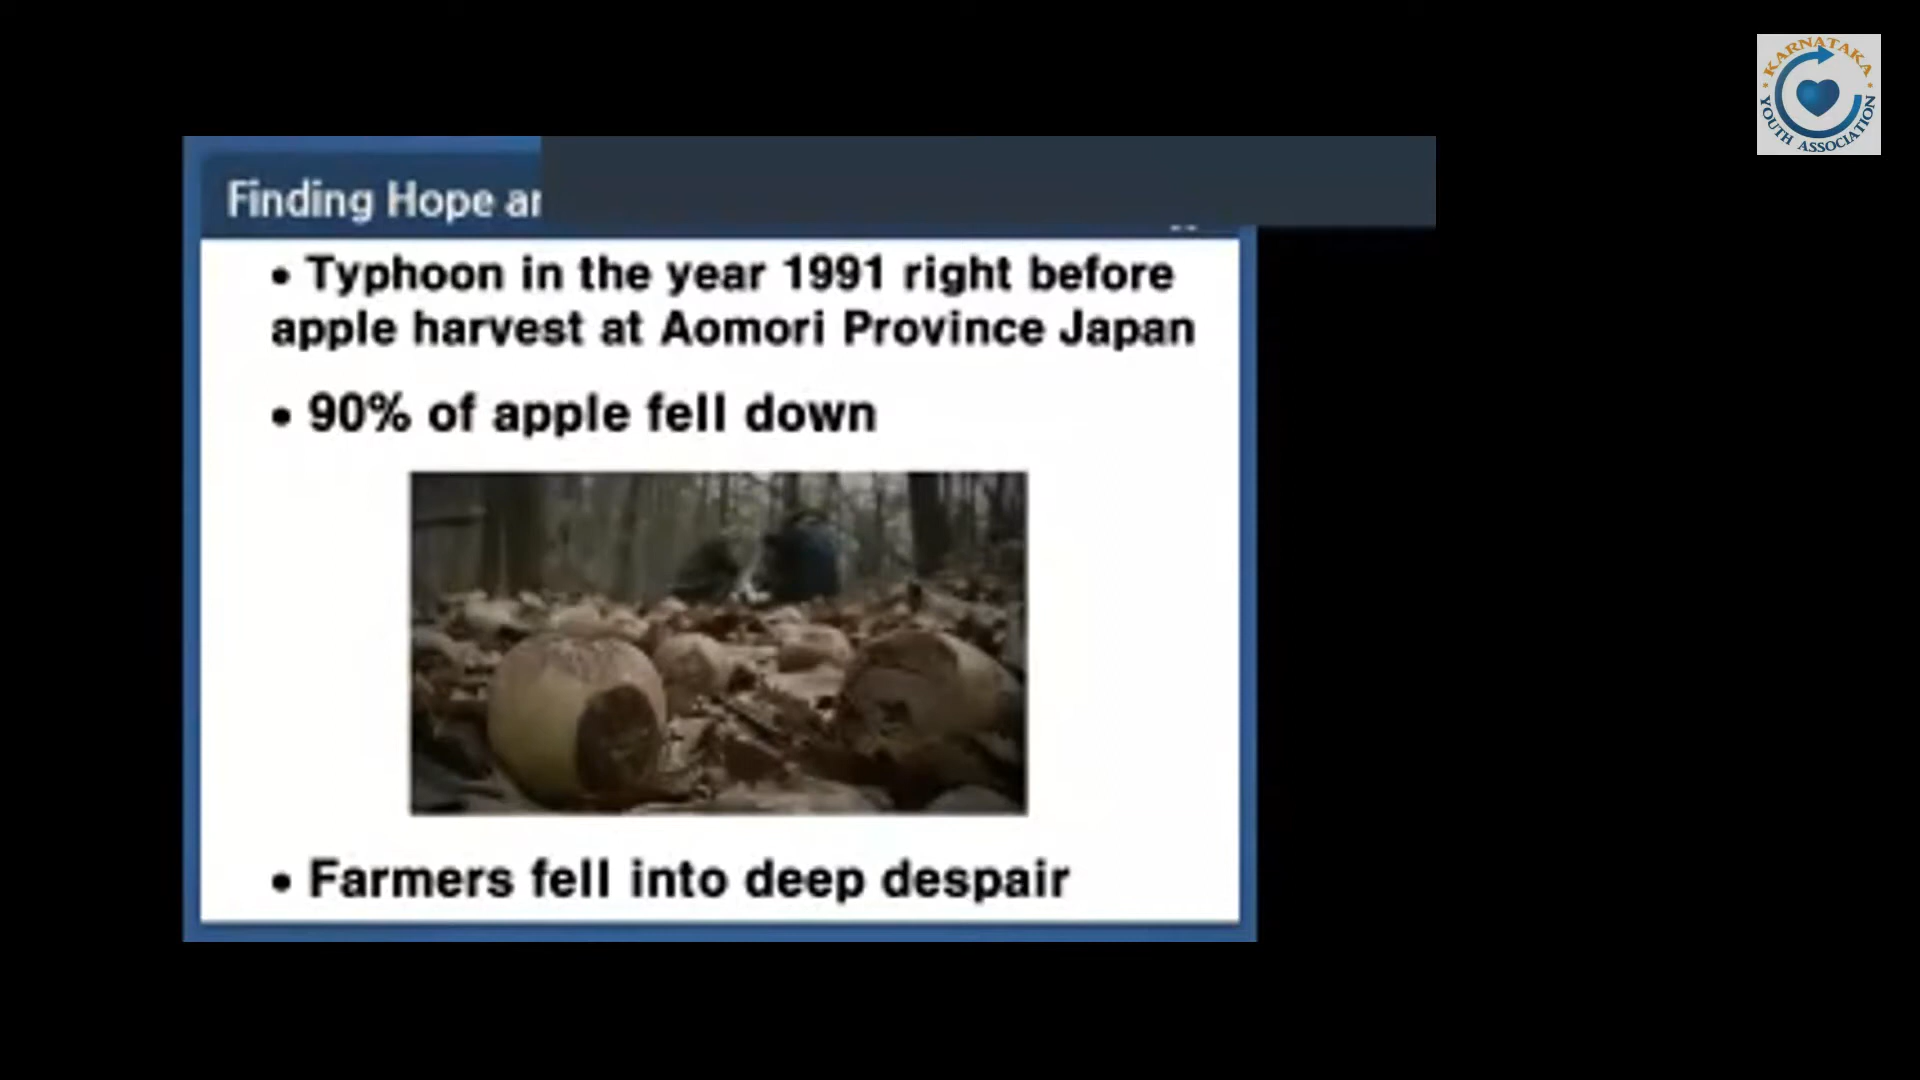 KARNATAKA
YOUTH ASSOCIATION
Finding Hope
• Typhoon in the year 1991 right before
apple harvest at Aomori Province Japan
• 90% of apple fell down
• Farmers fell into deep despair